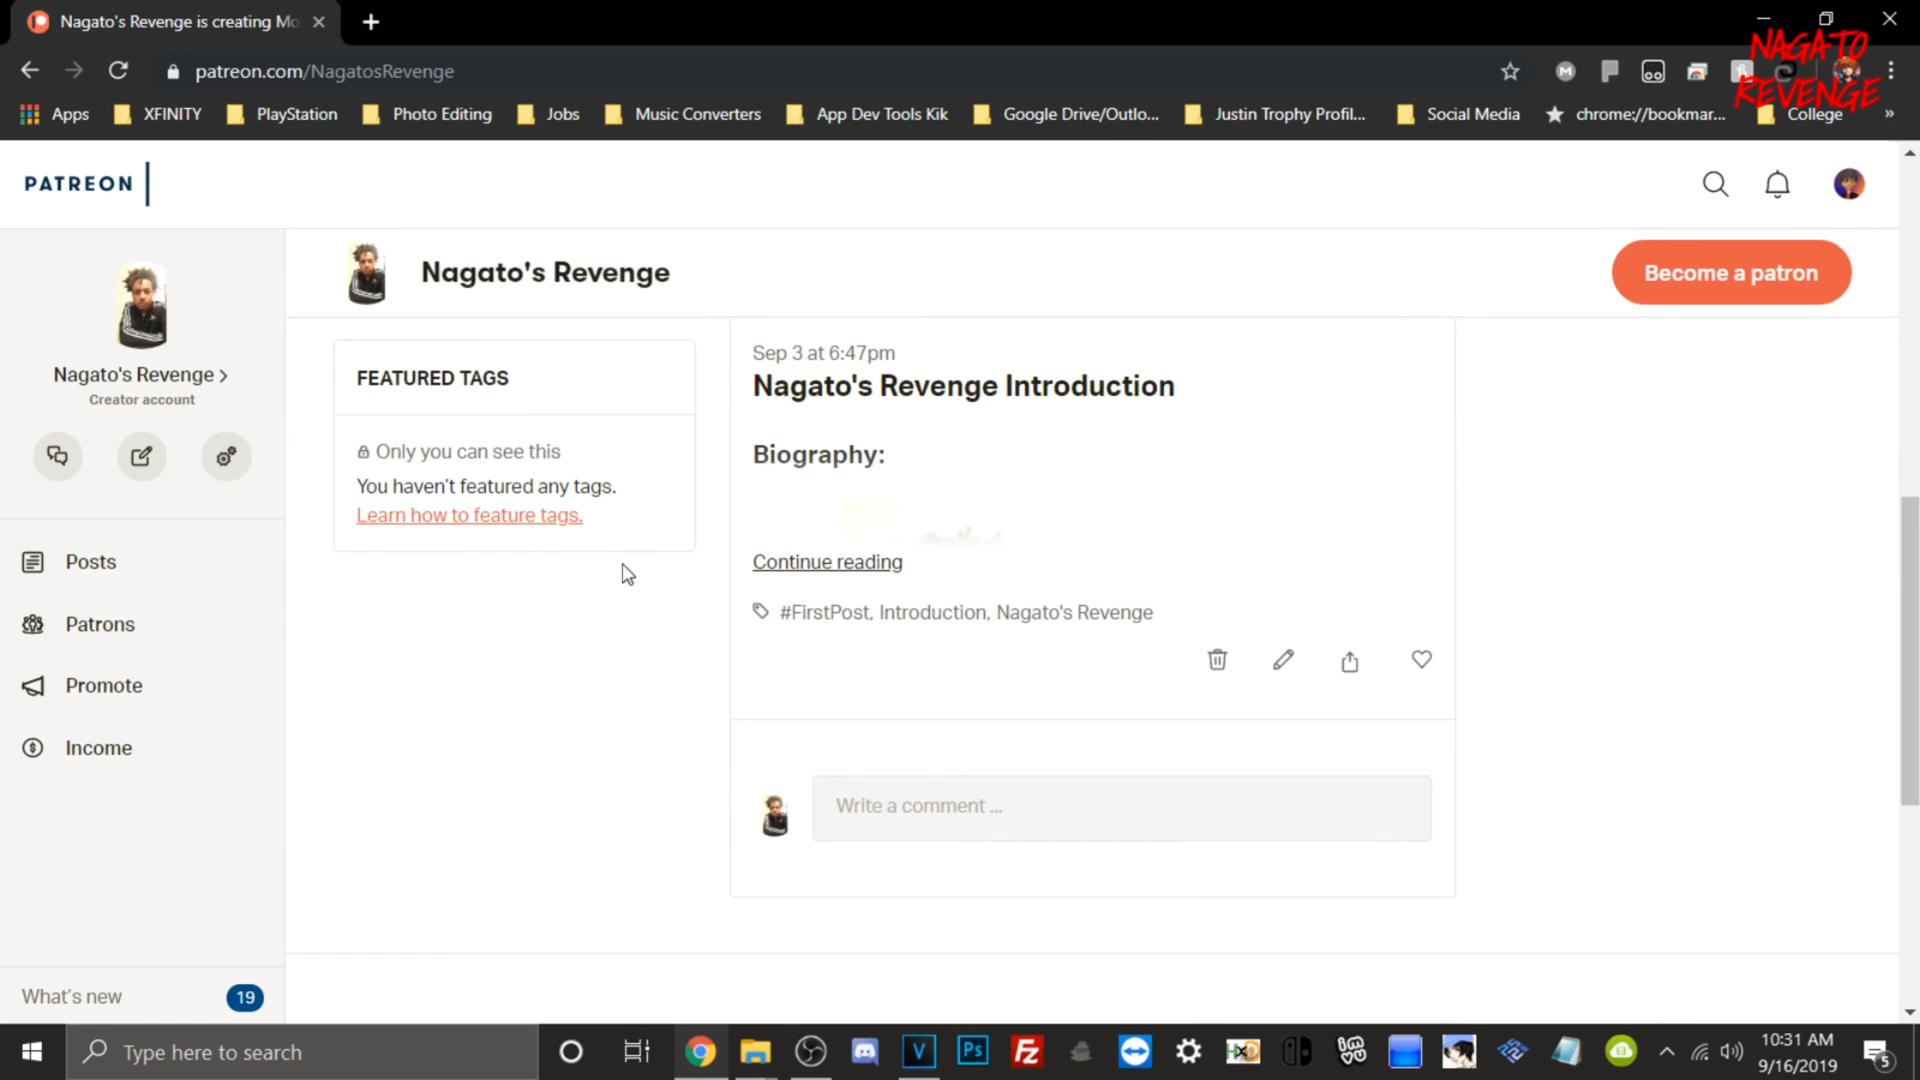 Nagato's Revenge is creating Mo
patreon.com/NagatosRevenge
NAGATO
REVENGE
Apps
XFINITY
PlayStation
Photo Editing
Jobs
Music Converters
App Dev Tools Kik
Google Drive/Outlo...
Justin Trophy Profil...
Social Media
chrome://bookmar...
College
»
PATREON
Nagato's Revenge
Become a patron
Nagato's Revenge >
Creator account
Posts
Patrons
Promote
Income
What's new
19
FEATURED TAGS
Only you can see this
You haven't featured any tags.
Learn how to feature tags.
Sep 3 at 6:47pm
Nagato's Revenge Introduction
Biography:
Continue reading
#FirstPost, Introduction, Nagato's Revenge
Write a comment ...
Type here to search
V
Ps
Fz
HxD
10:31 AM
9/16/2019
5